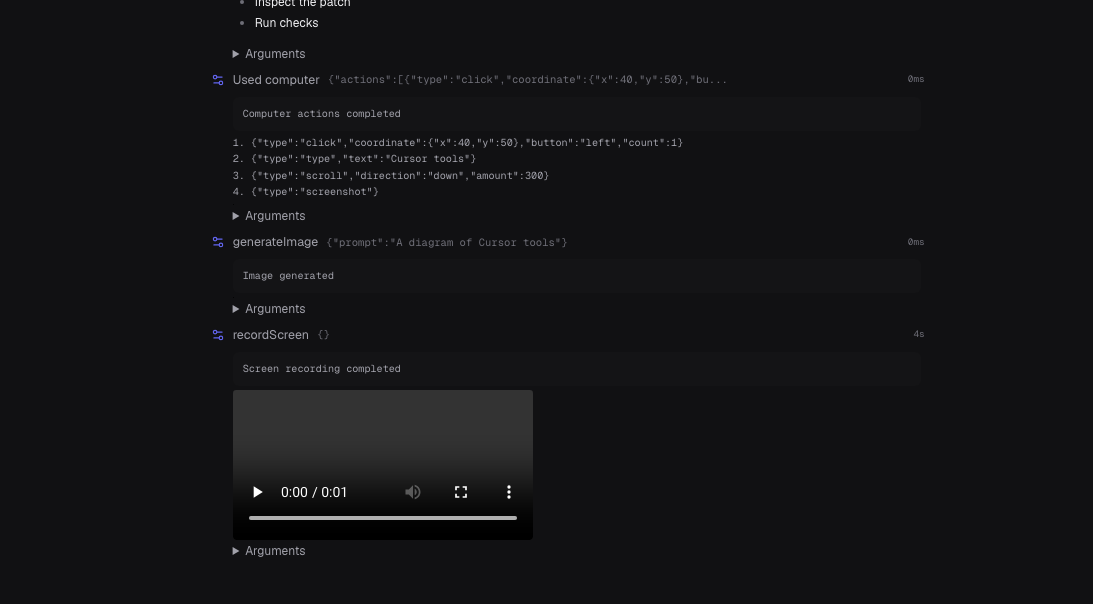 Inspect the patch
Run checks
Arguments
Used computer {"actions":[{"type":"click","coordinate":{"x":40,"y":50},"bu... 0ms
Computer actions completed
1. {"type":"click","coordinate":{"x":40,"y":50},"button":"left","count":1}
2. {"type":"type","text":"Cursor tools"}
3. {"type":"scroll","direction":"down","amount":300}
4. {"type":"screenshot"}
Arguments
generateImage {"prompt":"A diagram of Cursor tools"} 0ms
Image generated
Arguments
recordScreen {} 4s
Screen recording completed
0:00 / 0:01
Arguments